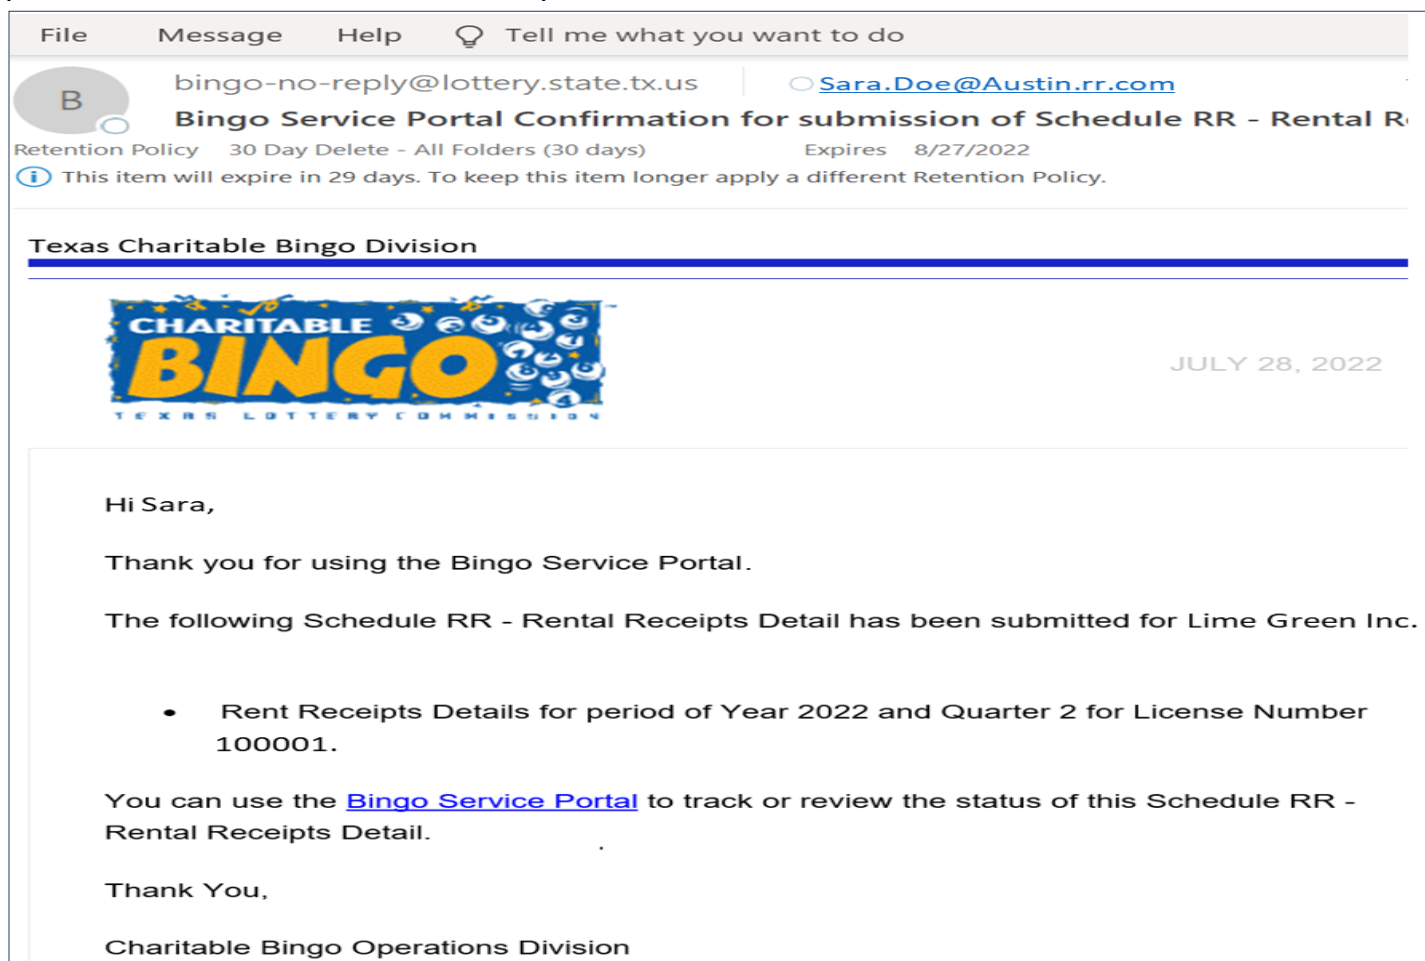 File Message Help Tell me what you want to do
B
bingo-no-reply@lottery.state.tx.us Sara.Doe@Austin.rr.com
Bingo Service Portal Confirmation for submission of Schedule RR - Rental R
Retention Policy 30 Day Delete - All Folders (30 days) Expires 8/27/2022
This item will expire in 29 days. To keep this item longer apply a different Retention Policy.
Texas Charitable Bingo Division
CHARITABLE
BINGO
TEXAS LOTTERY COMMISSION
JULY 28, 2022
Hi Sara,
Thank you for using the Bingo Service Portal.
The following Schedule RR - Rental Receipts Detail has been submitted for Lime Green Inc.
• Rent Receipts Details for period of Year 2022 and Quarter 2 for License Number
100001.
You can use the Bingo Service Portal to track or review the status of this Schedule RR -
Rental Receipts Detail.
Thank You,
Charitable Bingo Operations Division